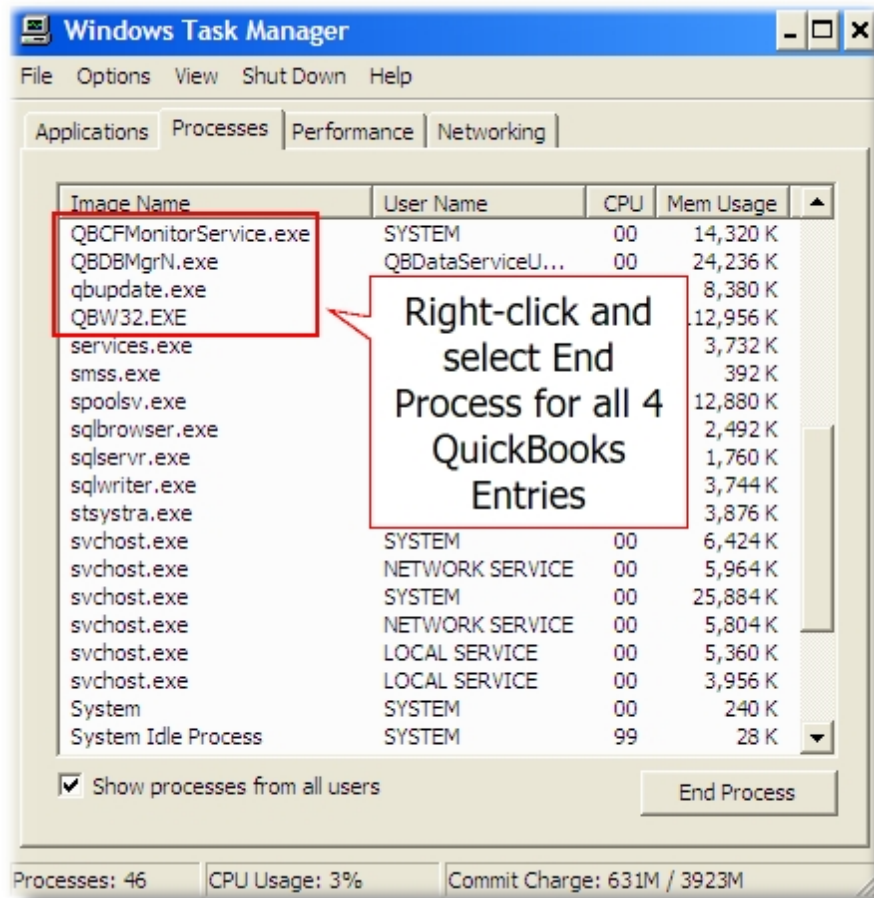 Windows Task Manager
File Options View Shut Down Help
Applications Processes Performance Networking
Image Name User Name CPU Mem Usage
QBCFMonitorService.exe SYSTEM 00 14,320 K
QBDBMgrN.exe QBDataServiceU... 00 24,236 K
qbupdate.exe 8,380 K
QBW32.EXE 12,956 K
services.exe 3,732 K
smss.exe 392 K
spoolsv.exe 12,880 K
sqlbrowser.exe 2,492 K
sqlservr.exe 1,760 K
sqlwriter.exe 3,744 K
stsystra.exe 3,876 K
Right-click and
select End
Process for all 4
QuickBooks
Entries
svchost.exe SYSTEM 00 6,424 K
svchost.exe NETWORK SERVICE 00 5,964 K
svchost.exe SYSTEM 00 25,884 K
svchost.exe NETWORK SERVICE 00 5,804 K
svchost.exe LOCAL SERVICE 00 5,360 K
svchost.exe LOCAL SERVICE 00 3,956 K
System SYSTEM 00 240 K
System Idle Process SYSTEM 99 28 K
Show processes from all users
End Process
Processes: 46 CPU Usage: 3% Commit Charge: 631M / 3923M